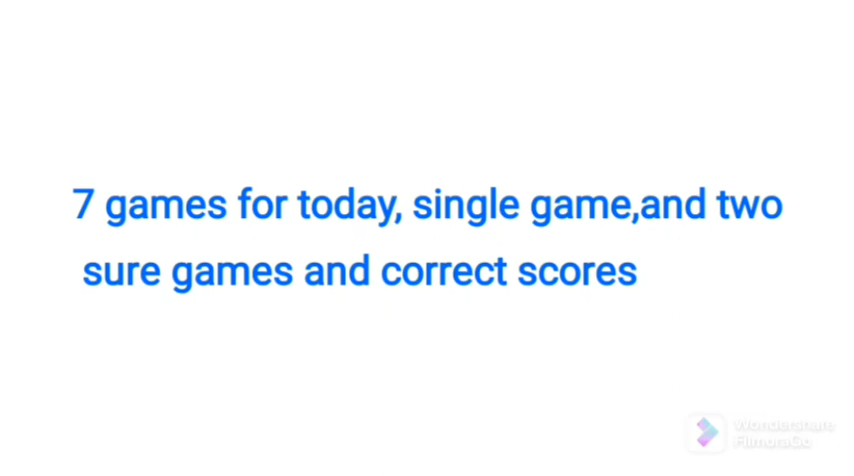 7 games for today, single game,and two
sure games and correct scores
Wondershare
FilmoraGo